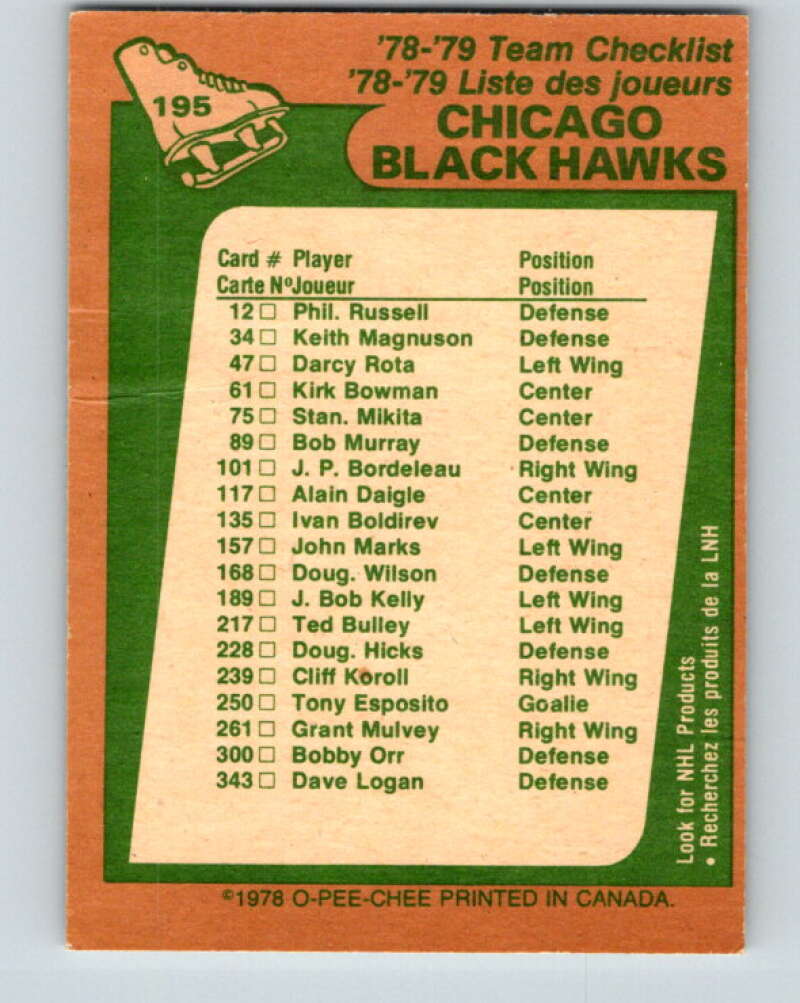 195
'78-'79 Team Checklist
'78-'79 Liste des joueurs
CHICAGO
BLACK HAWKS
Card # Player Position
Carte Nº Joueur Position
12 □ Phil. Russell Defense
34 □ Keith Magnuson Defense
47 □ Darcy Rota Left Wing
61 □ Kirk Bowman Center
75 □ Stan. Mikita Center
89 □ Bob Murray Defense
101 □ J. P. Bordeleau Right Wing
117 □ Alain Daigle Center
135 □ Ivan Boldirev Center
157 □ John Marks Left Wing
168 □ Doug. Wilson Defense
189 □ J. Bob Kelly Left Wing
217 □ Ted Bulley Left Wing
228 □ Doug. Hicks Defense
239 □ Cliff Koroll Right Wing
250 □ Tony Esposito Goalie
261 □ Grant Mulvey Right Wing
300 □ Bobby Orr Defense
343 □ Dave Logan Defense
Look for NHL Products
• Recherchez les produits de la LNH
©1978 O-PEE-CHEE PRINTED IN CANADA.